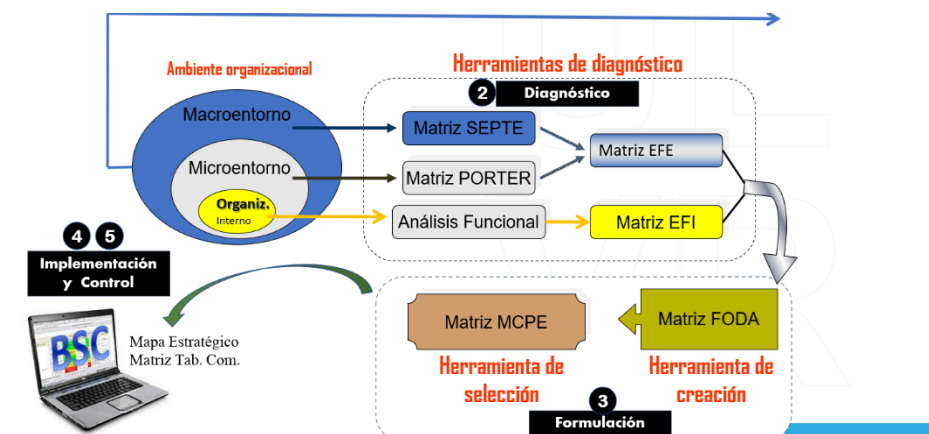 Ambiente organizacional
Herramientas de diagnóstico
2 Diagnóstico
Macroentorno
Microentorno
Organiz.
Interno
Matriz SEPTE
Matriz PORTER
Análisis Funcional
Matriz EFE
Matriz EFI
4 5
Implementación
y Control
BSC
Mapa Estratégico
Matriz Tab. Com.
Matriz MCPE
Matriz FODA
Herramienta de
selección
Herramienta de
creación
3
Formulación